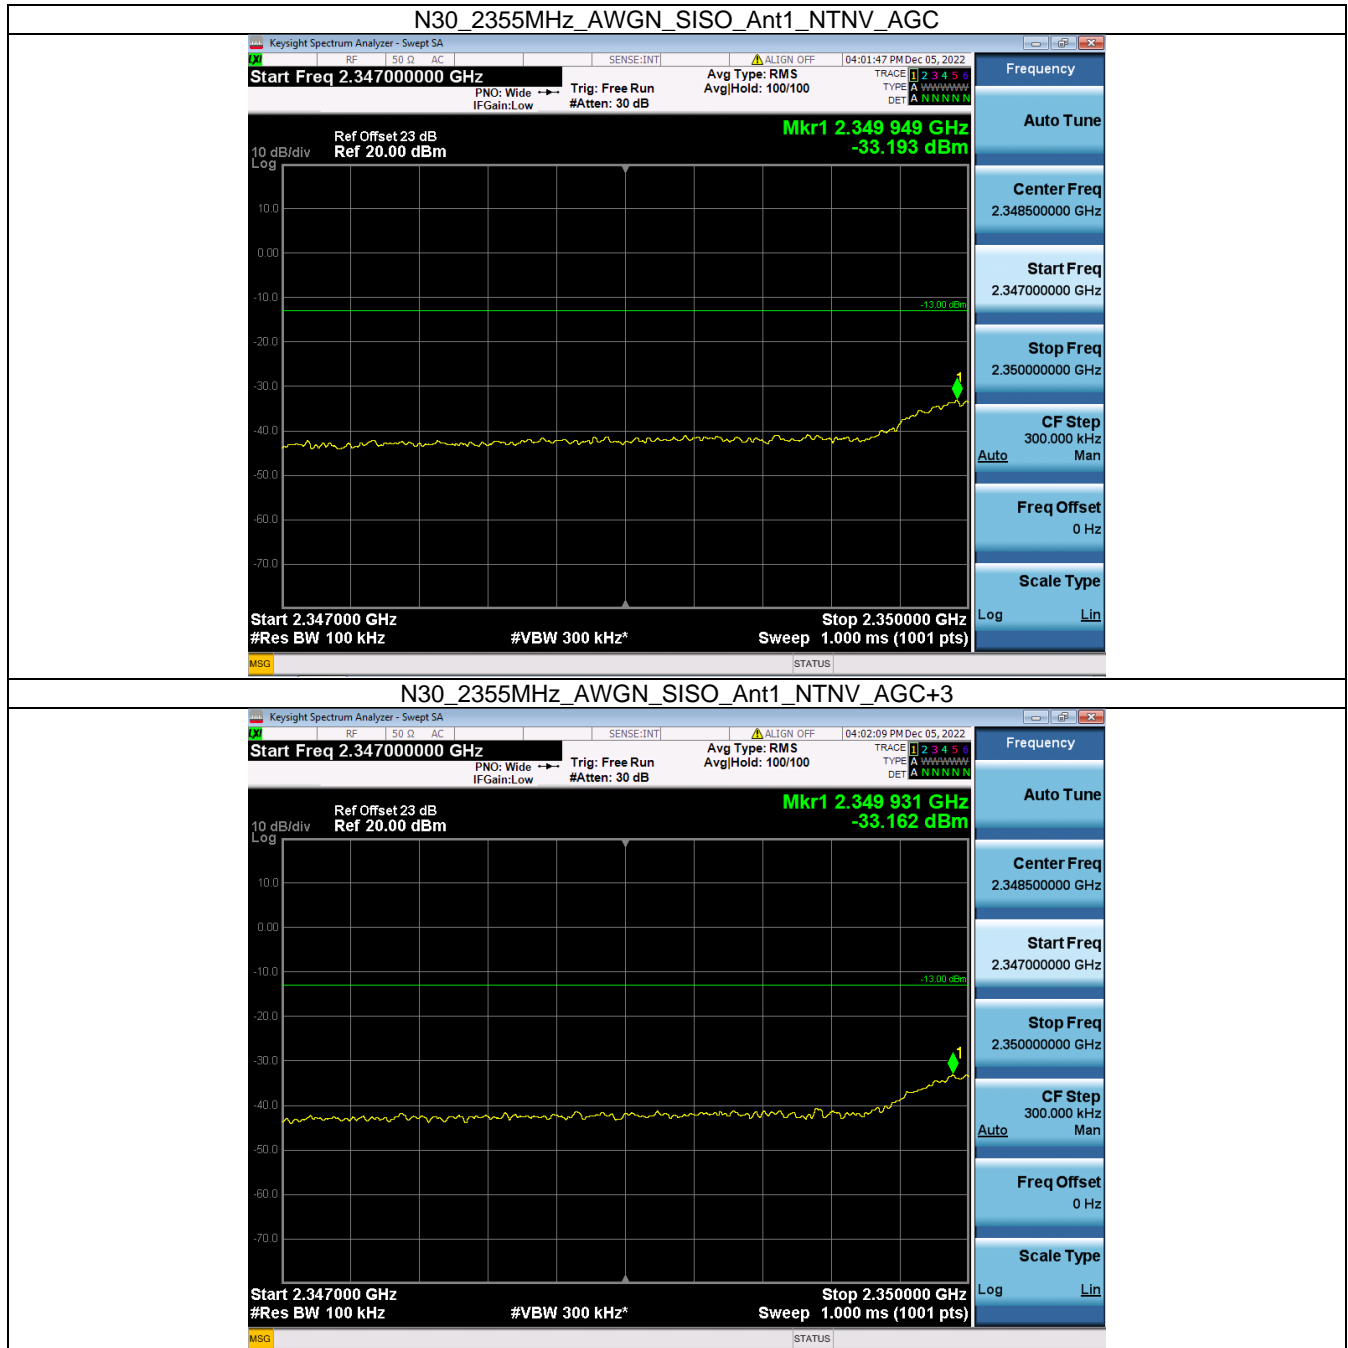 N30_2355MHz_AWGN_SISO_Ant1_NTNV_AGC
Keysight Spectrum Analyzer - Swept SA
LXI RF 50 Ω AC SENSE:INT ALIGN OFF 04:01:47 PM Dec 05, 2022
Start Freq 2.347000000 GHz
PNO: Wide
IFGain:Low
Trig: Free Run
#Atten: 30 dB
Avg Type: RMS
Avg|Hold: 100/100
TRACE 1 2 3 4 5 6
TYPE A WWWWW
DET A N N N N N
Mkr1 2.349 949 GHz
-33.193 dBm
Ref Offset 23 dB
10 dB/div Ref 20.00 dBm
Log
10.0
0.00
-10.0
-13.00 dBm
-20.0
-30.0
1
-40.0
-50.0
-60.0
-70.0
Start 2.347000 GHz Stop 2.350000 GHz
#Res BW 100 kHz #VBW 300 kHz* Sweep 1.000 ms (1001 pts)
MSG STATUS
Frequency
Auto Tune
Center Freq
2.348500000 GHz
Start Freq
2.347000000 GHz
Stop Freq
2.350000000 GHz
CF Step
300.000 kHz
Auto Man
Freq Offset
0 Hz
Scale Type
Log Lin
N30_2355MHz_AWGN_SISO_Ant1_NTNV_AGC+3
Keysight Spectrum Analyzer - Swept SA
LXI RF 50 Ω AC SENSE:INT ALIGN OFF 04:02:09 PM Dec 05, 2022
Start Freq 2.347000000 GHz
PNO: Wide
IFGain:Low
Trig: Free Run
#Atten: 30 dB
Avg Type: RMS
Avg|Hold: 100/100
TRACE 1 2 3 4 5 6
TYPE A WWWWW
DET A N N N N N
Mkr1 2.349 931 GHz
-33.162 dBm
Ref Offset 23 dB
10 dB/div Ref 20.00 dBm
Log
10.0
0.00
-10.0
-13.00 dBm
-20.0
-30.0
1
-40.0
-50.0
-60.0
-70.0
Start 2.347000 GHz Stop 2.350000 GHz
#Res BW 100 kHz #VBW 300 kHz* Sweep 1.000 ms (1001 pts)
MSG STATUS
Frequency
Auto Tune
Center Freq
2.348500000 GHz
Start Freq
2.347000000 GHz
Stop Freq
2.350000000 GHz
CF Step
300.000 kHz
Auto Man
Freq Offset
0 Hz
Scale Type
Log Lin